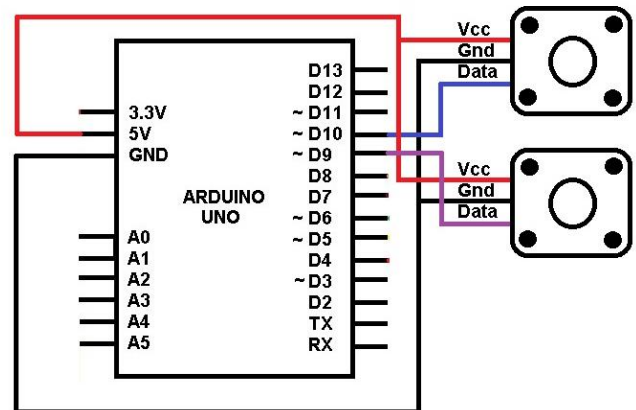 Vcc
Gnd
Data
D13
D12
3.3V
~ D11
5V
~ D10
GND
~ D9
D8
Vcc
Gnd
Data
ARDUINO
UNO
D7
~ D6
A0
~ D5
A1
D4
A2
~ D3
A3
D2
A4
TX
A5
RX